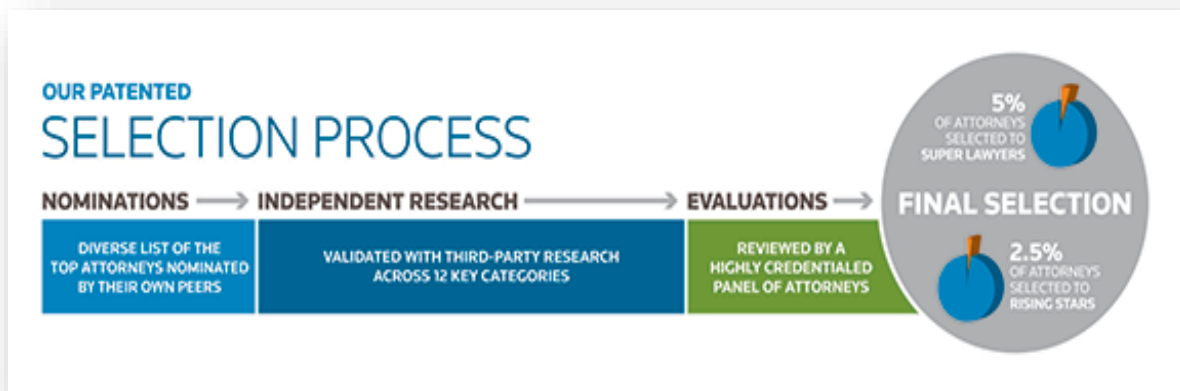 OUR PATENTED
SELECTION PROCESS
NOMINATIONS
INDEPENDENT RESEARCH
EVALUATIONS
DIVERSE LIST OF THE
TOP ATTORNEYS NOMINATED
BY THEIR OWN PEERS
VALIDATED WITH THIRD-PARTY RESEARCH
ACROSS 12 KEY CATEGORIES
REVIEWED BY A
HIGHLY CREDENTIALED
PANEL OF ATTORNEYS
5%
OF ATTORNEYS
SELECTED TO
SUPER LAWYERS
FINAL SELECTION
2.5%
OF ATTORNEYS
SELECTED TO
RISING STARS